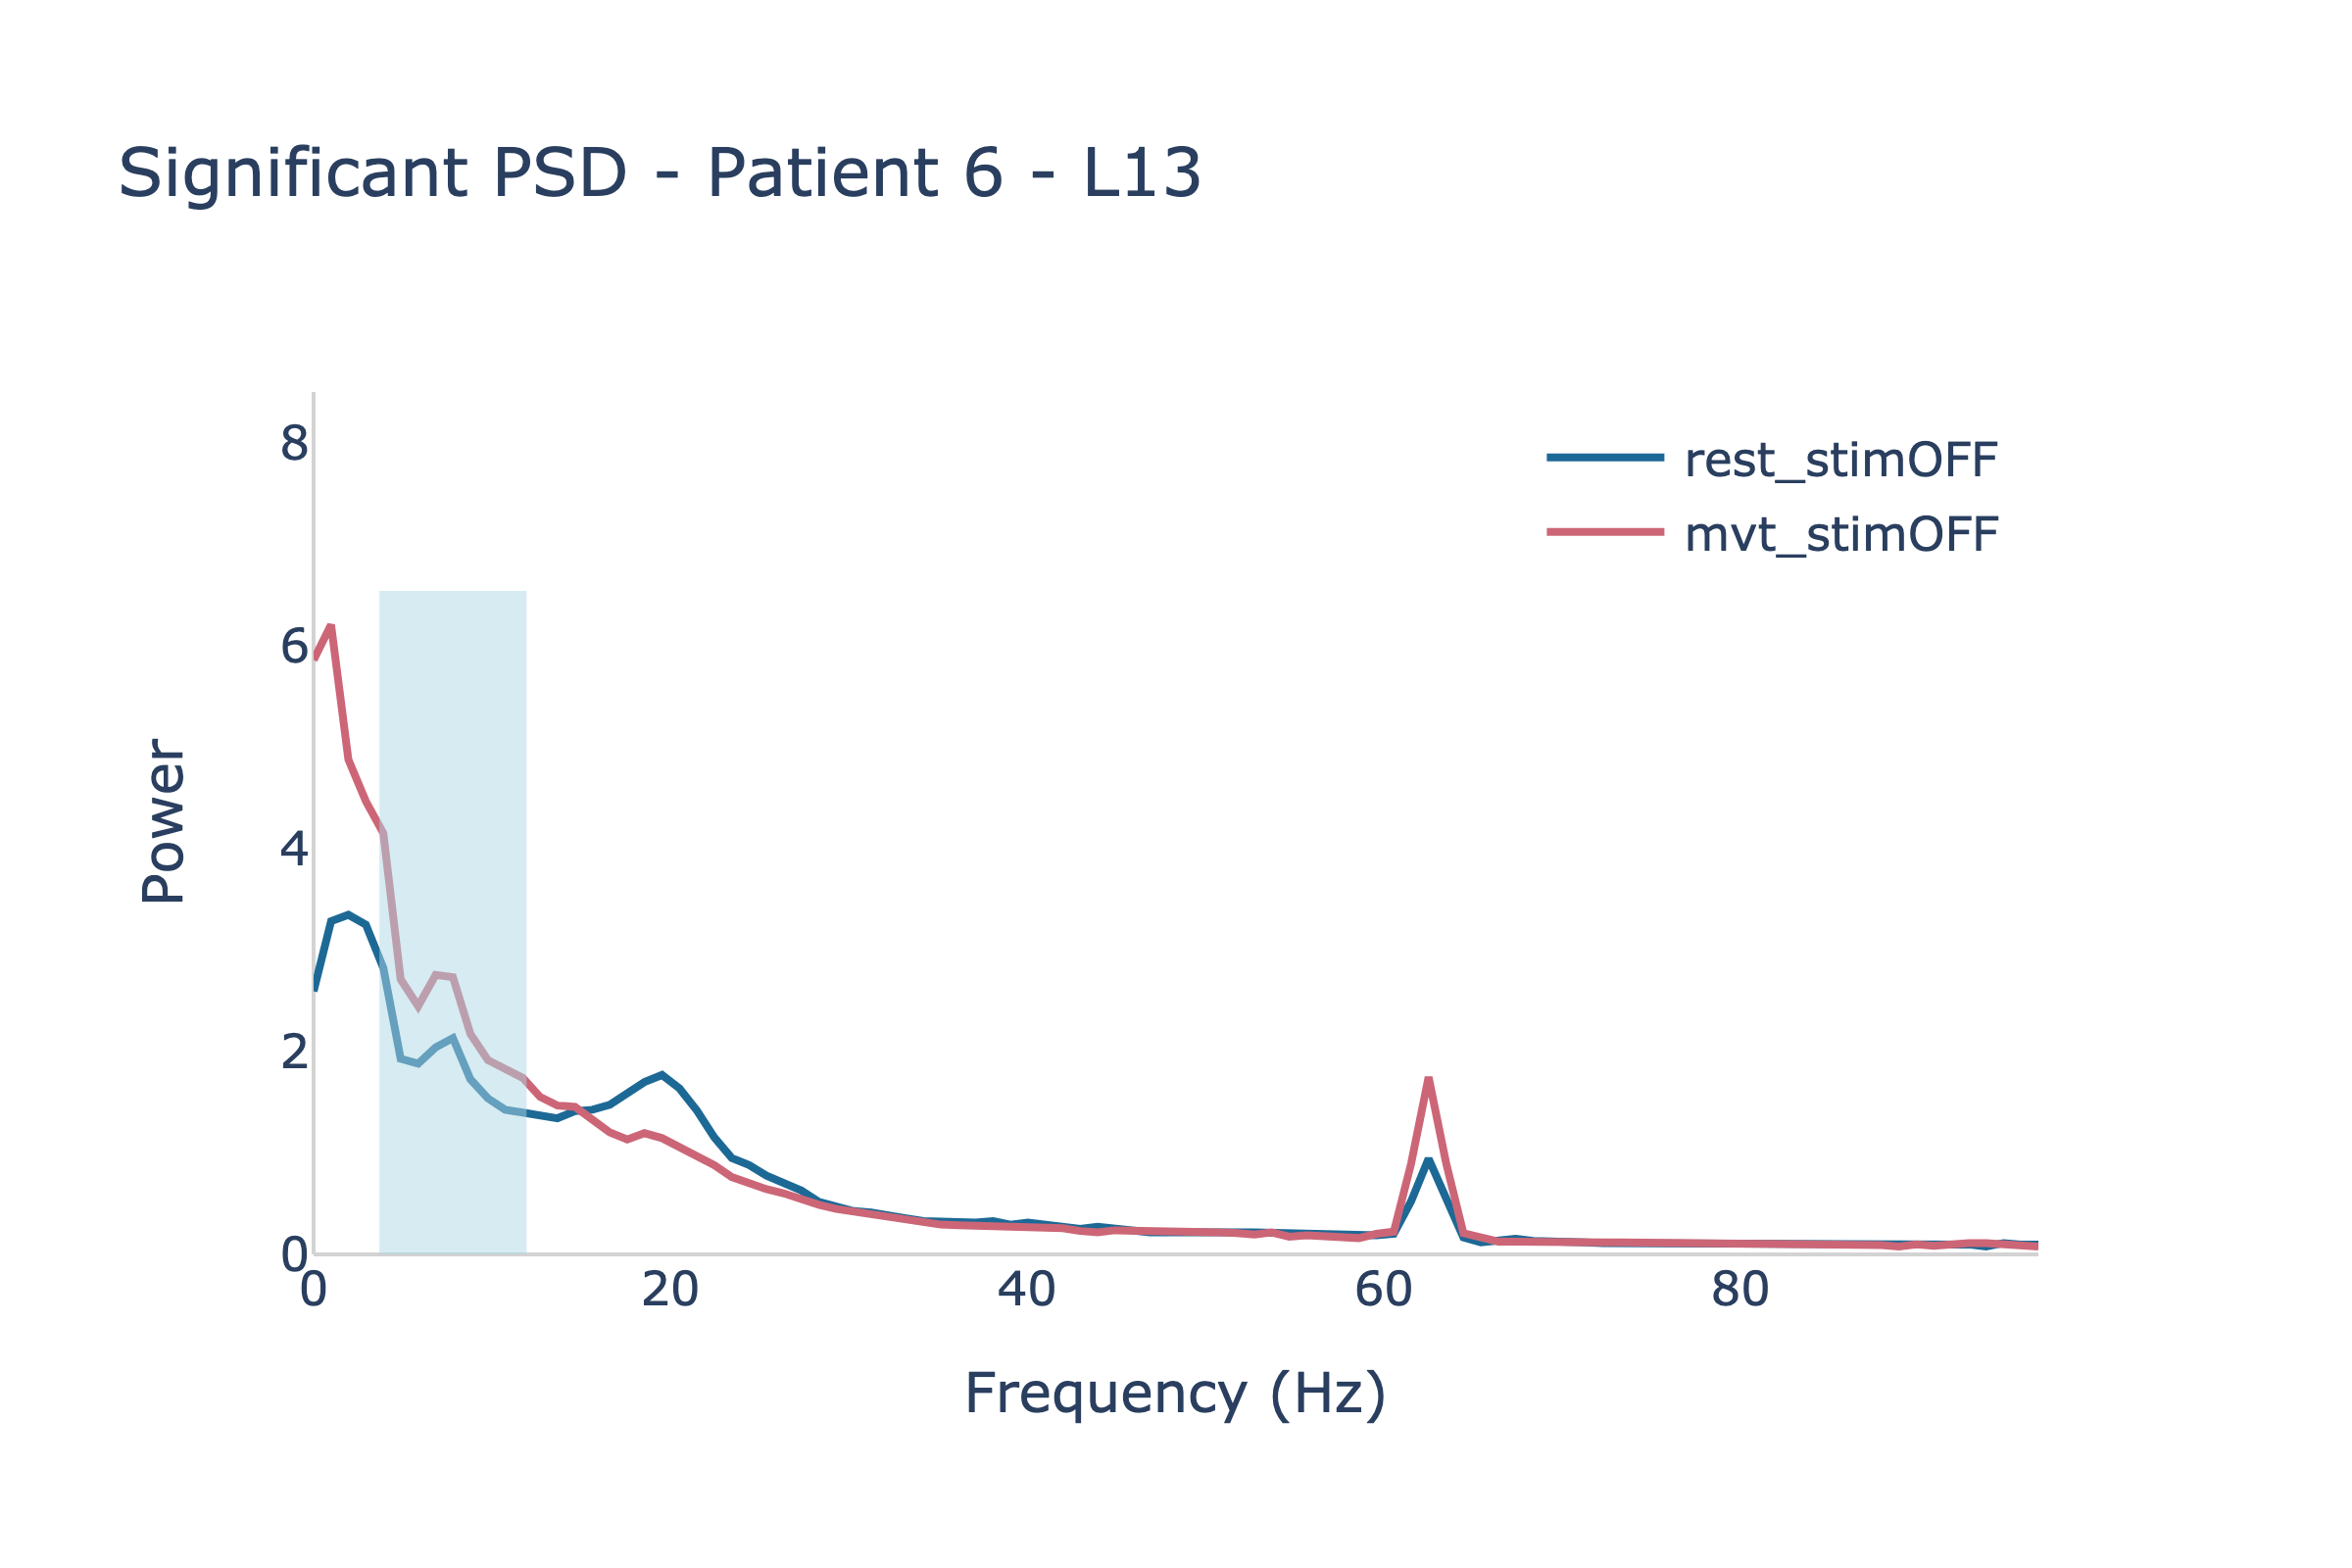 Significant PSD - Patient 6 - L13
rest_stimOFF
mvt_stimOFF
8
6
4
2
0
Power
0 20 40 60 80
Frequency (Hz)